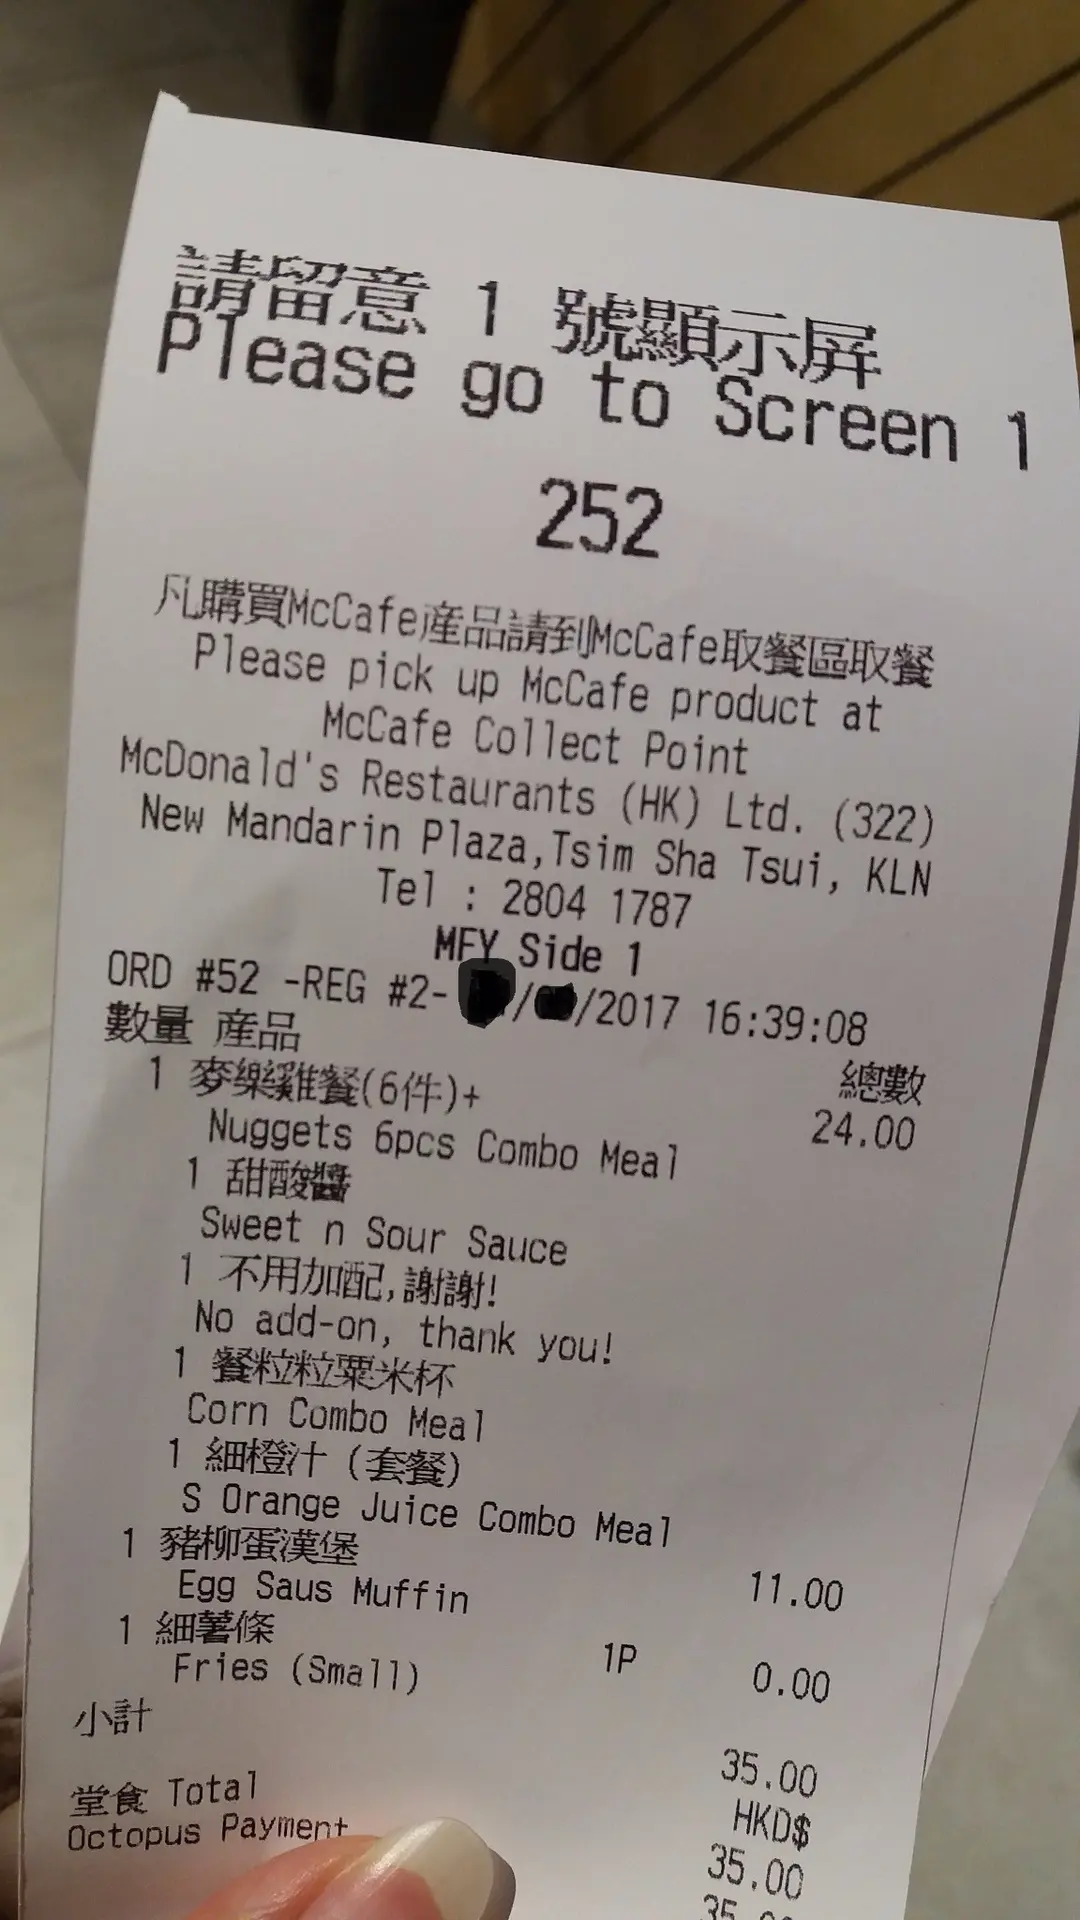 請留意 1 號顯示屏
Please go to Screen 1
252
凡購買McCafe産品請到McCafe取餐區取餐
Please pick up McCafe product at
McCafe Collect Point
McDonald's Restaurants (HK) Ltd. (322)
New Mandarin Plaza,Tsim Sha Tsui, KLN
Tel : 2804 1787
MFY Side 1
ORD #52 -REG #2- / /2017 16:39:08
數量 産品 總數
1 麥樂雞餐(6件)+ 24.00
Nuggets 6pcs Combo Meal
1 甜酸醬
Sweet n Sour Sauce
1 不用加配,謝謝!
No add-on, thank you!
1 餐粒粒粟米杯
Corn Combo Meal
1 細橙汁 (套餐)
S Orange Juice Combo Meal
1 豬柳蛋漢堡 11.00
Egg Saus Muffin
1 細薯條 1P 0.00
Fries (Small)
小計 35.00
HKD$
堂食 Total 35.00
Octopus Payment